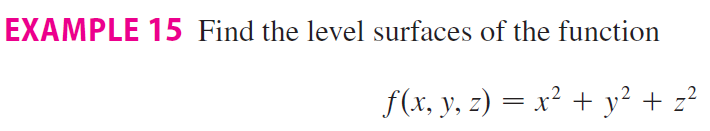 EXAMPLE 15 Find the level surfaces of the function
f(x, y, z) = x² + y² + z²